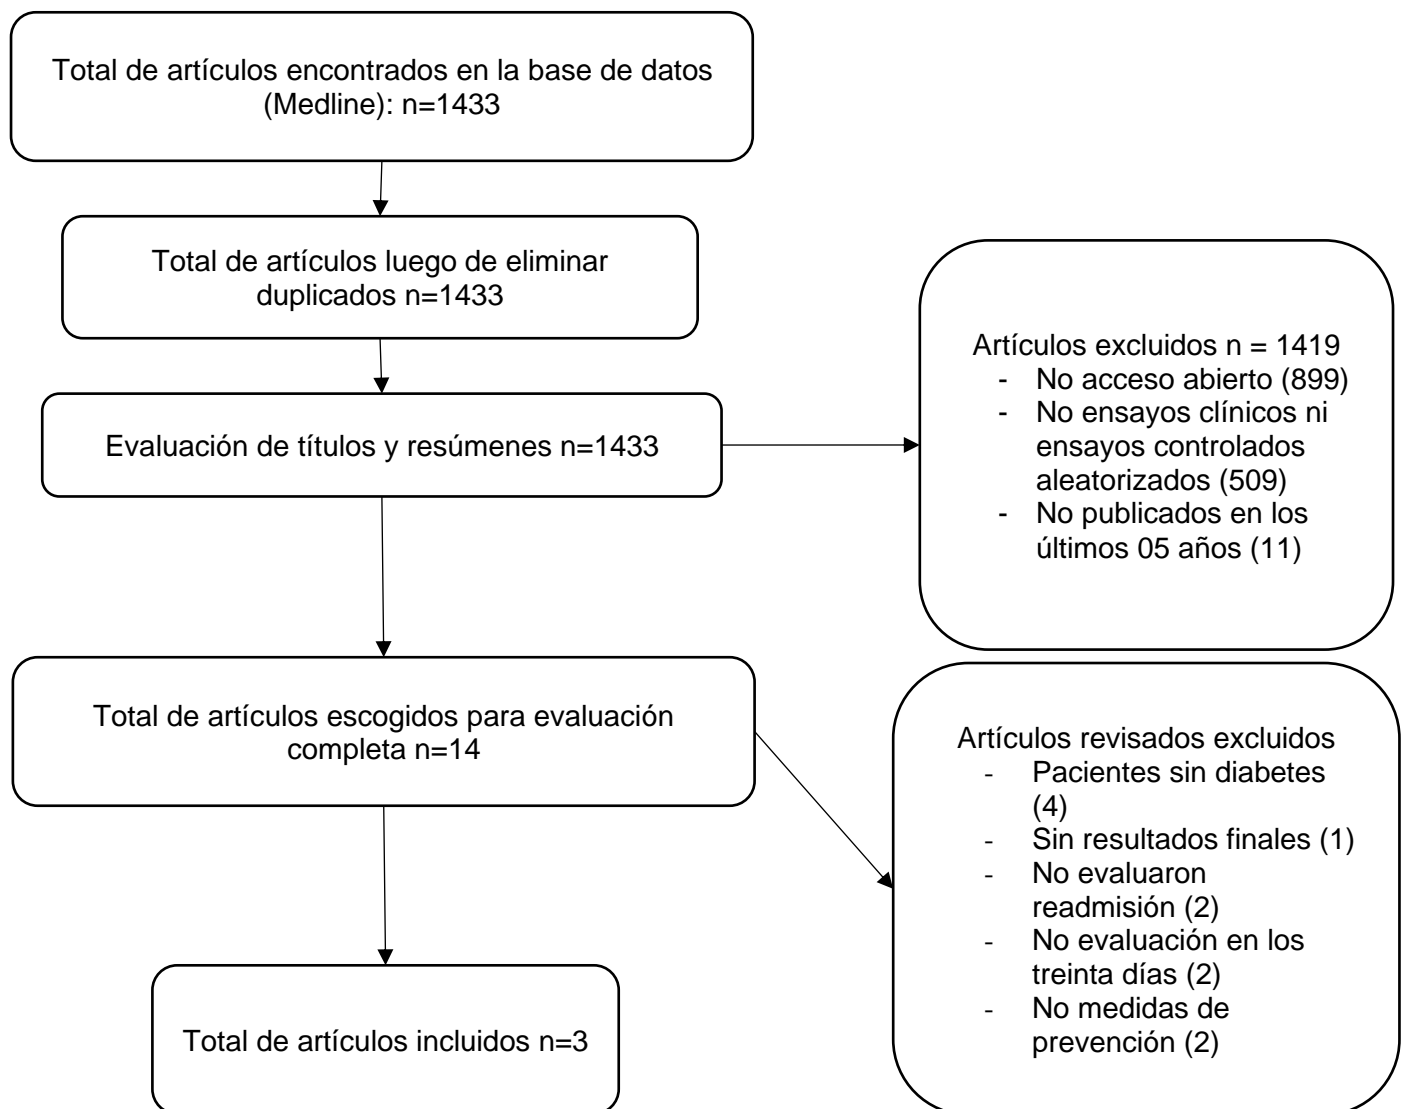 Total de artículos encontrados en la base de datos
(Medline): n=1433
Total de artículos luego de eliminar
duplicados n=1433
Evaluación de títulos y resúmenes n=1433
Artículos excluidos n = 1419
- No acceso abierto (899)
- No ensayos clínicos ni
ensayos controlados
aleatorizados (509)
- No publicados en los
últimos 05 años (11)
Total de artículos escogidos para evaluación
completa n=14
Artículos revisados excluidos
- Pacientes sin diabetes
(4)
- Sin resultados finales (1)
- No evaluaron
readmisión (2)
- No evaluación en los
treinta días (2)
- No medidas de
prevención (2)
Total de artículos incluidos n=3